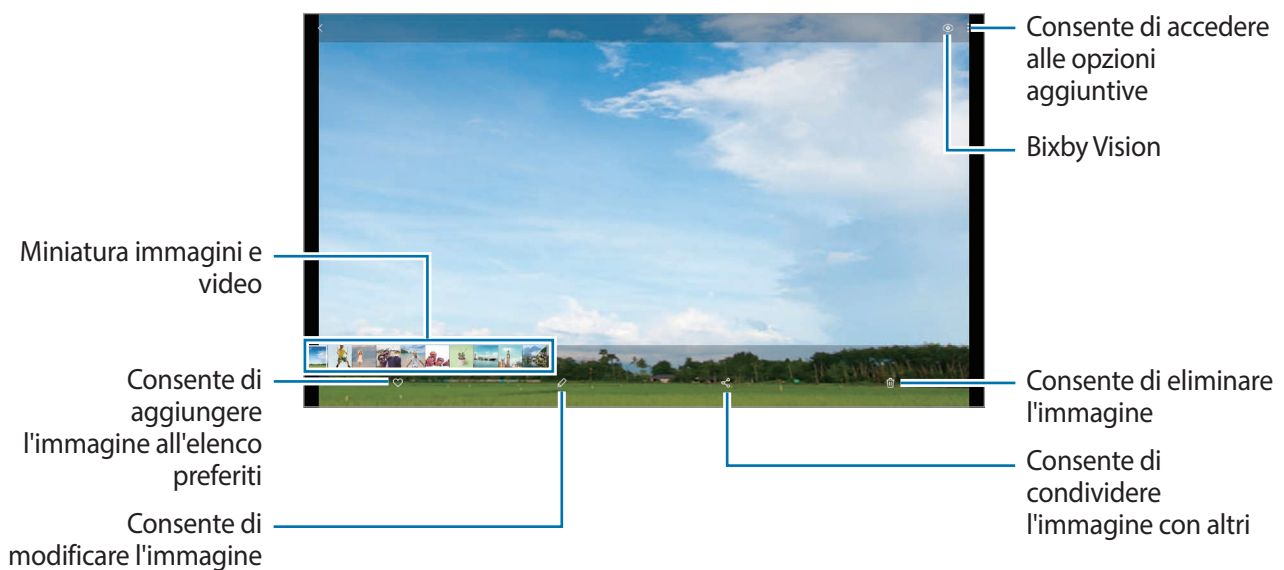 Consente di accedere
alle opzioni
aggiuntive
Bixby Vision
Miniatura immagini e
video
Consente di
aggiungere
l'immagine all'elenco
preferiti
Consente di
modificare l'immagine
Consente di eliminare
l'immagine
Consente di
condividere
l'immagine con altri